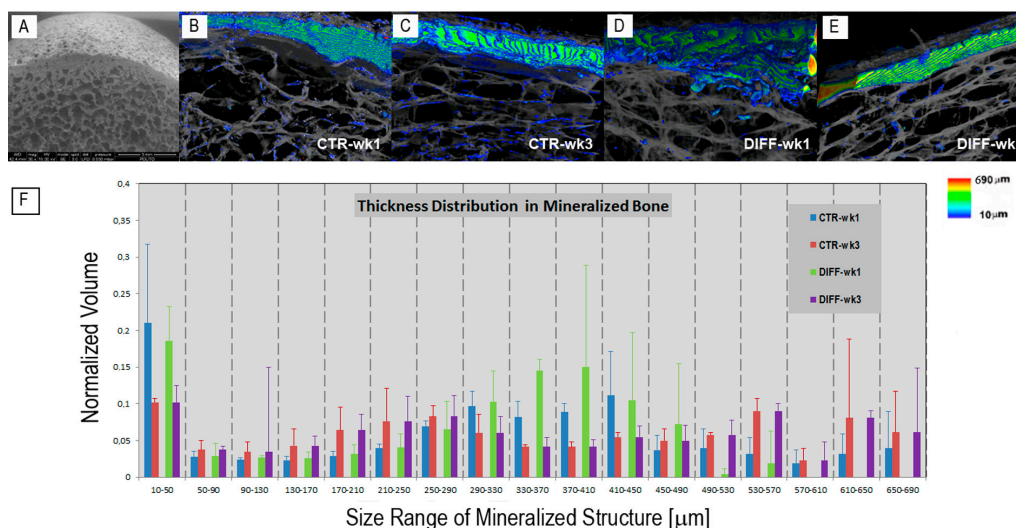 A
B
C
D
E
CTR-wk1
CTR-wk3
DIFF-wk1
DIFF-wk
F
690 μm
10μm
Thickness Distribution in Mineralized Bone
CTR-wk1
CTR-wk3
DIFF-wk1
DIFF-wk3
Normalized Volume
0,4
0,35
0,3
0,25
0,2
0,15
0,1
0,05
0
10-50 50-90 90-130 130-170 170-210 210-250 250-290 290-330 330-370 370-410 410-450 450-490 490-530 530-570 570-610 610-650 650-690
Size Range of Mineralized Structure [μm]